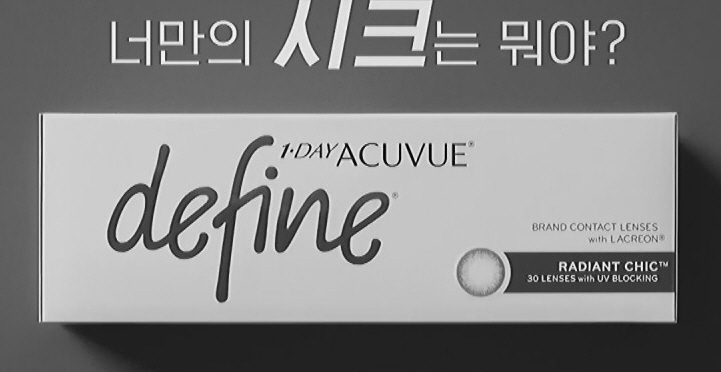 너만의 시크는 뭐야?
1·DAY ACUVUE®
define®
BRAND CONTACT LENSES
with LACREON®
RADIANT CHIC™
30 LENSES with UV BLOCKING